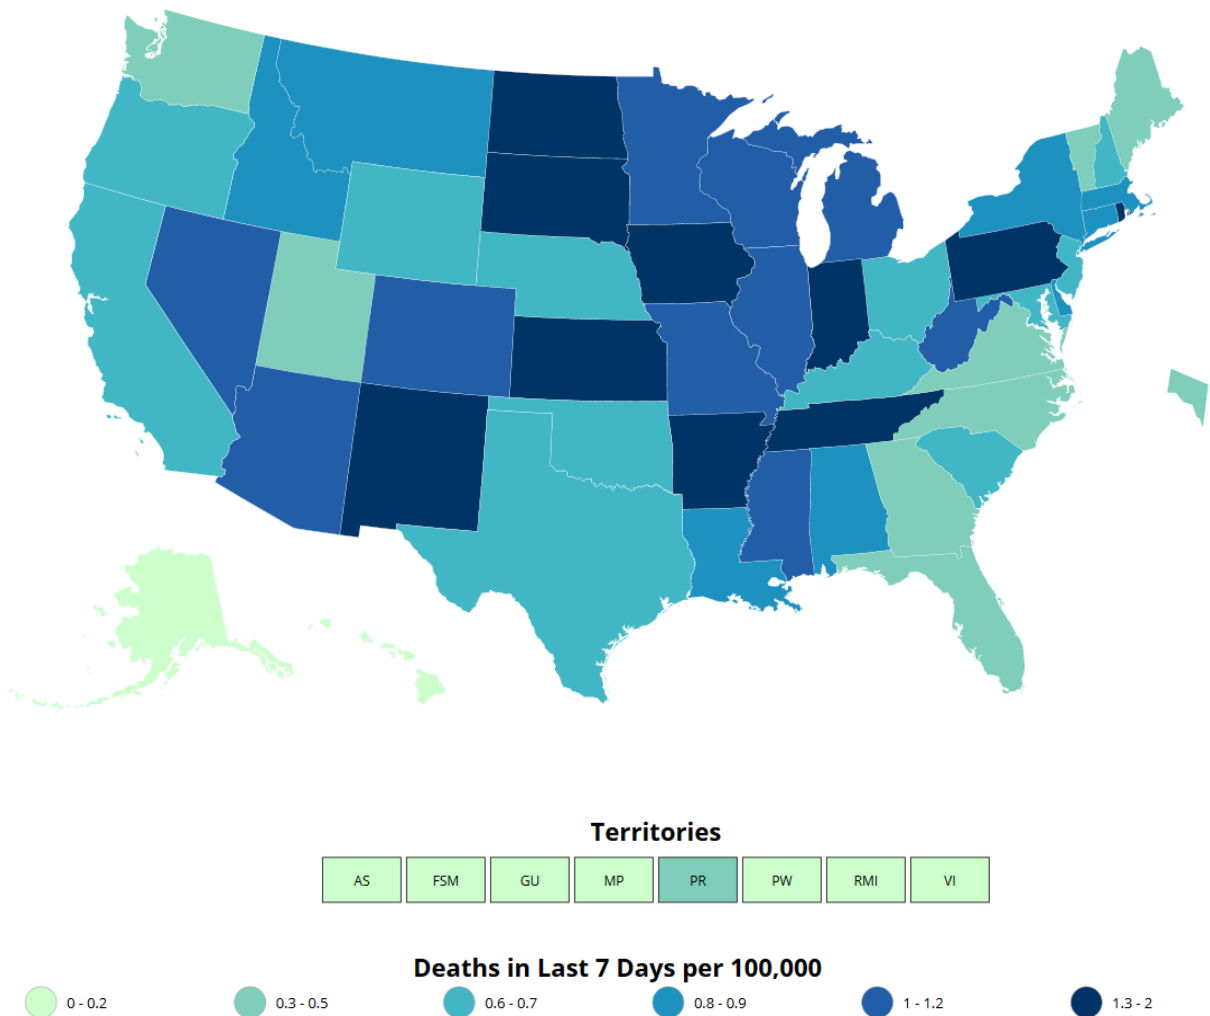 Territories
AS FSM GU MP PR PW RMI VI
Deaths in Last 7 Days per 100,000
0 - 0.2 0.3 - 0.5 0.6 - 0.7 0.8 - 0.9 1 - 1.2 1.3 - 2